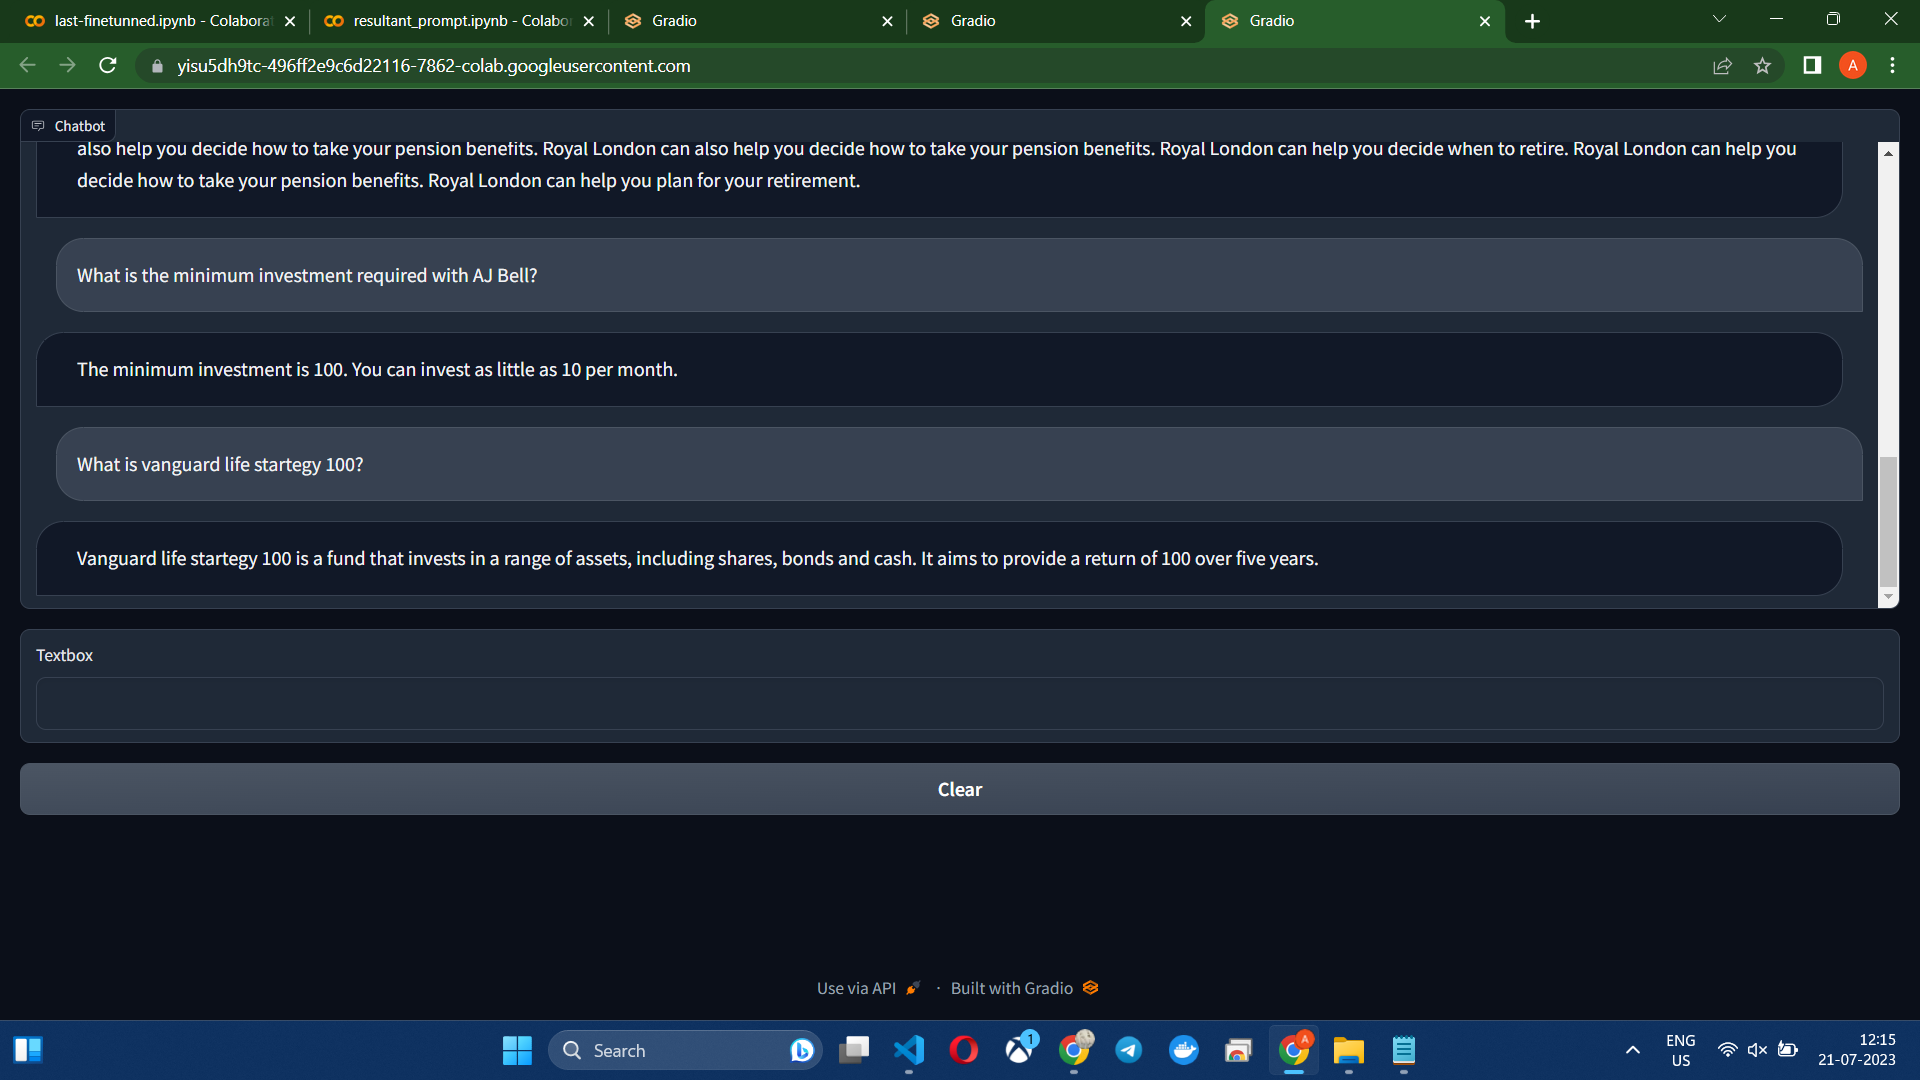 last-finetunned.ipynb - Colabora
resultant_prompt.ipynb - Colabo
Gradio
Gradio
Gradio
yisu5dh9tc-496ff2e9c6d22116-7862-colab.googleusercontent.com
A
Chatbot
also help you decide how to take your pension benefits. Royal London can also help you decide how to take your pension benefits. Royal London can help you decide when to retire. Royal London can help you
decide how to take your pension benefits. Royal London can help you plan for your retirement.
What is the minimum investment required with AJ Bell?
The minimum investment is 100. You can invest as little as 10 per month.
What is vanguard life startegy 100?
Vanguard life startegy 100 is a fund that invests in a range of assets, including shares, bonds and cash. It aims to provide a return of 100 over five years.
Textbox
Clear
Use via API · Built with Gradio
Search
1
A
ENG
US
12:15
21-07-2023